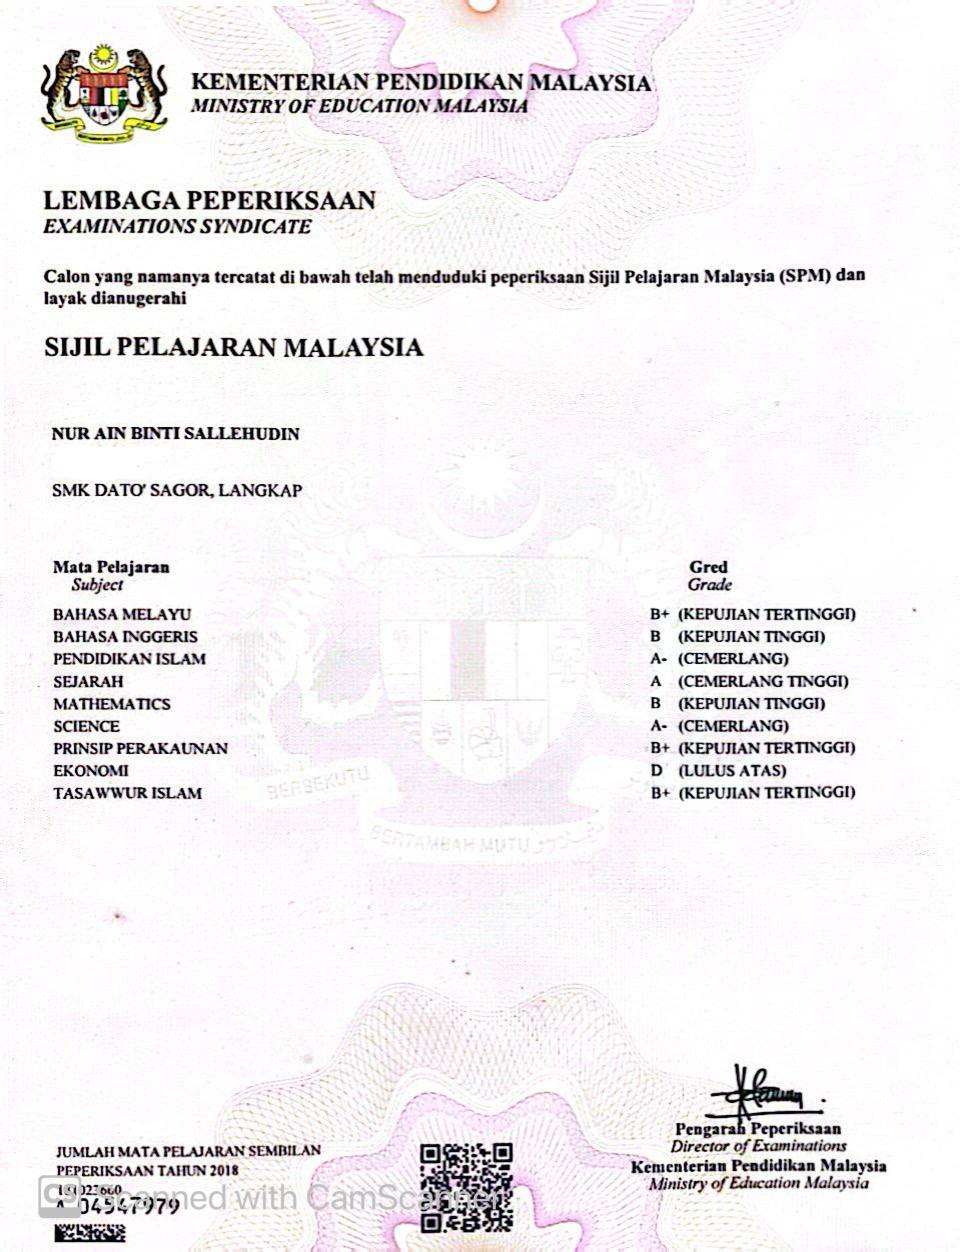 KEMENTERIAN PENDIDIKAN MALAYSIA
MINISTRY OF EDUCATION MALAYSIA
LEMBAGA PEPERIKSAAN
EXAMINATIONS SYNDICATE
Calon yang namanya tercatat di bawah telah menduduki peperiksaan Sijil Pelajaran Malaysia (SPM) dan
layak dianugerahi
SIJIL PELAJARAN MALAYSIA
NUR AIN BINTI SALLEHUDIN
SMK DATO' SAGOR, LANGKAP
Mata Pelajaran Gred
Subject Grade
BAHASA MELAYU B+ (KEPUJIAN TERTINGGI)
BAHASA INGGERIS B (KEPUJIAN TINGGI)
PENDIDIKAN ISLAM A- (CEMERLANG)
SEJARAH A (CEMERLANG TINGGI)
MATHEMATICS B (KEPUJIAN TINGGI)
SCIENCE A- (CEMERLANG)
PRINSIP PERAKAUNAN B+ (KEPUJIAN TERTINGGI)
EKONOMI D (LULUS ATAS)
TASAWWUR ISLAM B+ (KEPUJIAN TERTINGGI)
BERSEKUTU
BERTAMBAH MUTU
Pengarah Peperiksaan
Director of Examinations
Kementerian Pendidikan Malaysia
Ministry of Education Malaysia
JUMLAH MATA PELAJARAN SEMBILAN
PEPERIKSAAN TAHUN 2018
A 04547979
CS Scanned with CamScanner